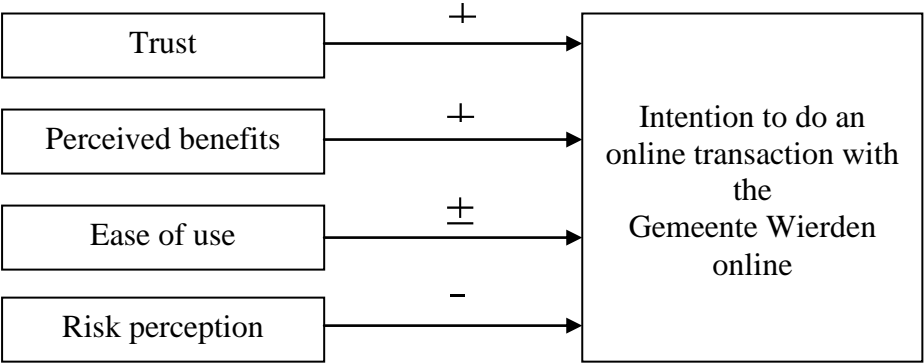 Trust
+
Perceived benefits
+
Ease of use
±
Risk perception
-
Intention to do an
online transaction with
the
Gemeente Wierden
online